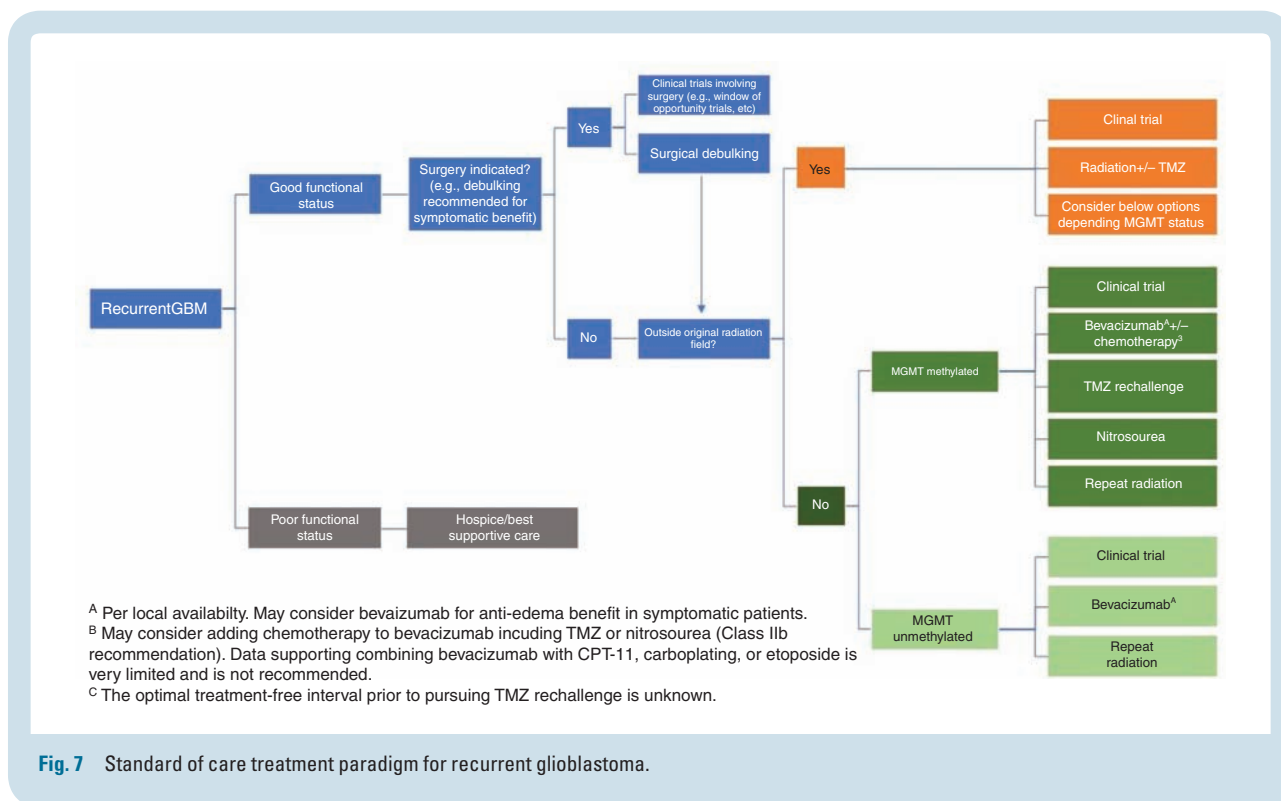 RecurrentGBM
Good functional
status
Surgery indicated?
(e.g., debulking
recommended for
symptomatic benefit)
Yes
Clinical trials involving
surgery (e.g., window of
opportunity trials, etc)
Surgical debulking
No
Outside original radiation
field?
Yes
Clinal trial
Radiation+/– TMZ
Consider below options
depending MGMT status
No
MGMT methylated
Clinical trial
Bevacizumabᴬ+/–
chemotherapy³
TMZ rechallenge
Nitrosourea
Repeat radiation
MGMT
unmethylated
Clinical trial
Bevacizumabᴬ
Repeat
radiation
Poor functional
status
Hospice/best
supportive care
ᴬ Per local availabilty. May consider bevaizumab for anti-edema benefit in symptomatic patients.
ᴮ May consider adding chemotherapy to bevacizumab incuding TMZ or nitrosourea (Class IIb
recommendation). Data supporting combining bevacizumab with CPT-11, carboplating, or etoposide is
very limited and is not recommended.
ᶜ The optimal treatment-free interval prior to pursuing TMZ rechallenge is unknown.
Fig. 7 Standard of care treatment paradigm for recurrent glioblastoma.